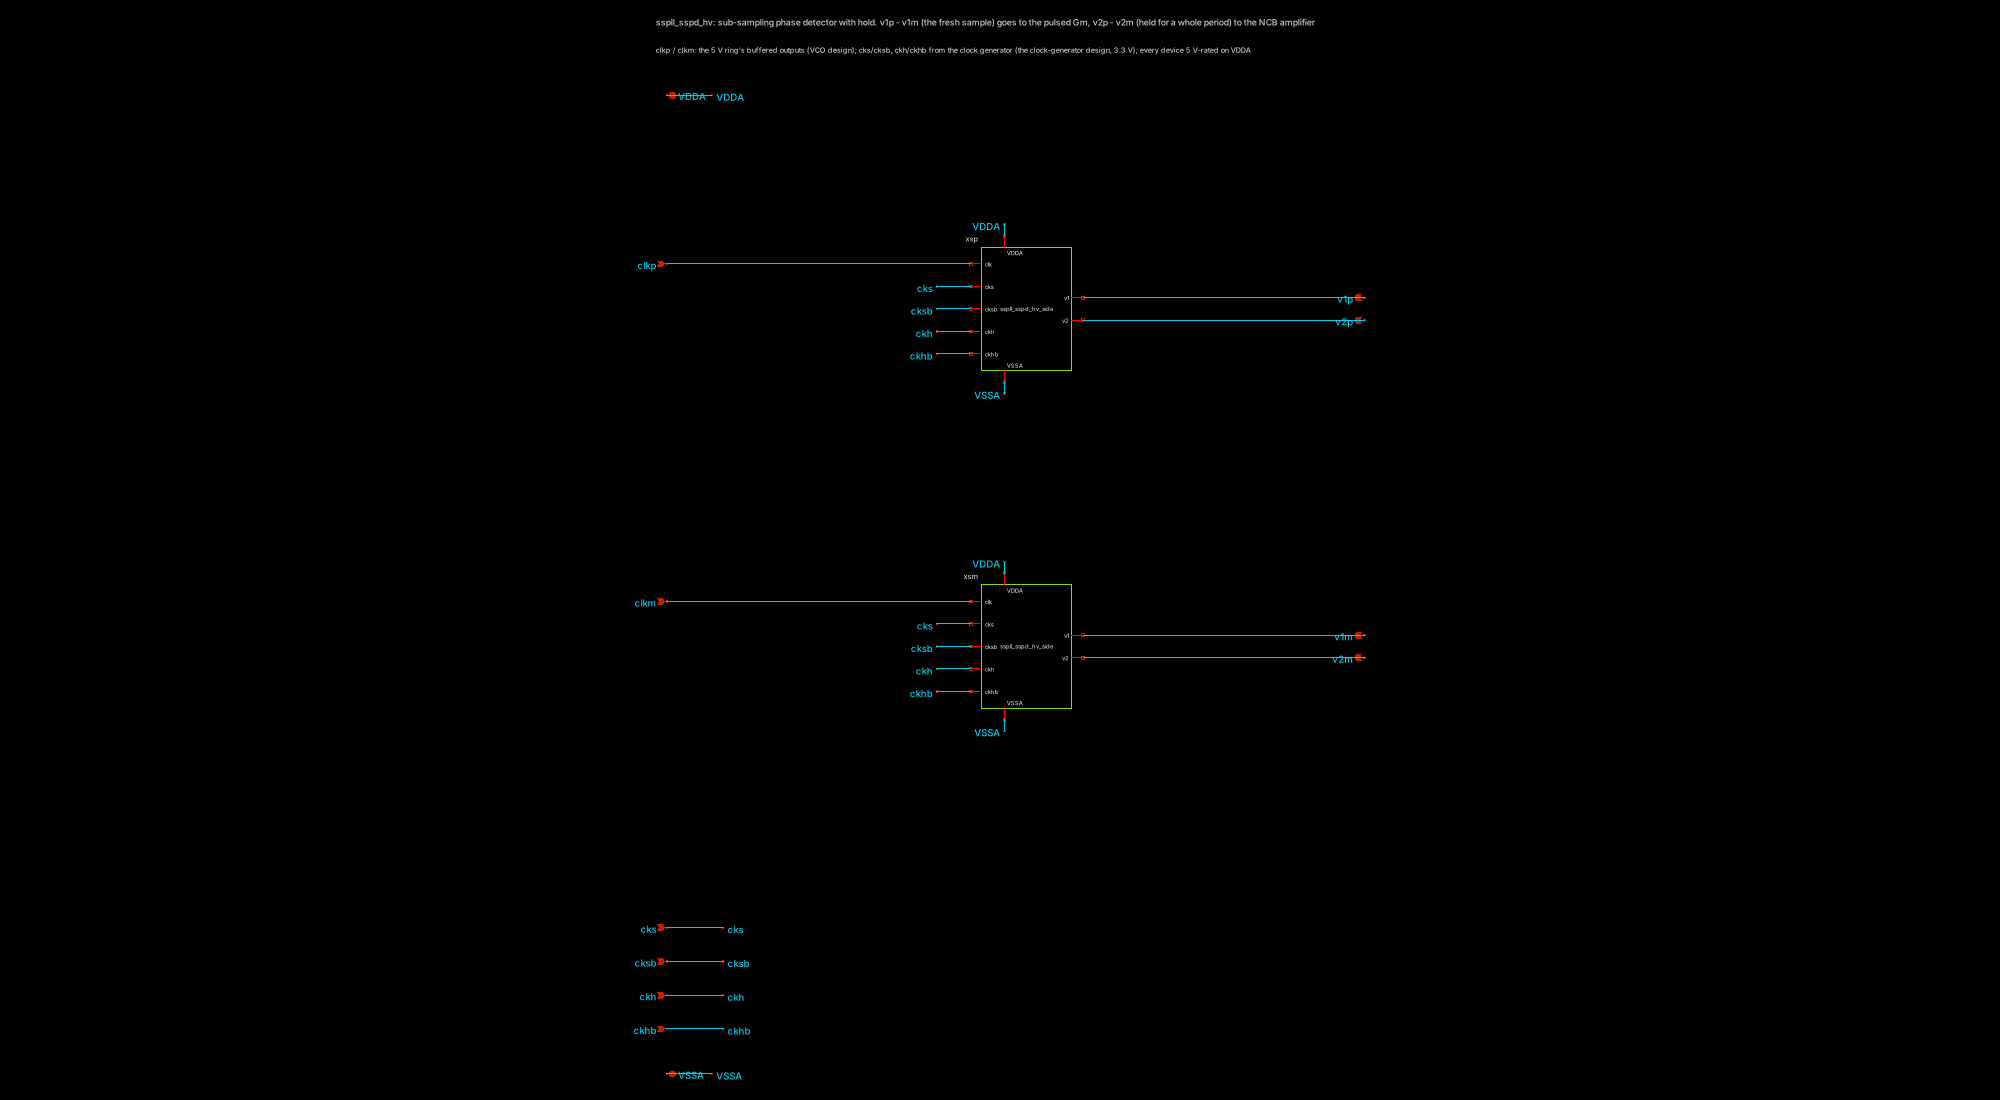 sspll_sspd_hv: sub-sampling phase detector with hold. v1p - v1m (the fresh sample) goes to the pulsed Gm, v2p - v2m (held for a whole period) to the NCB amplifier
clkp / clkm: the 5 V ring's buffered outputs (VCO design); cks/cksb, ckh/ckhb from the clock generator (the clock-generator design, 3.3 V); every device 5 V-rated on VDDA
VDDA VDDA
VDDA
xsp
VDDA
clkp clk
cks cks
v1 v1p
cksb cksb sspll_sspd_hv_side
v2 v2p
ckh ckh
ckhb ckhb
VSSA
VSSA
VDDA
xsm
VDDA
clkm clk
cks cks
v1 v1m
cksb cksb sspll_sspd_hv_side
v2 v2m
ckh ckh
ckhb ckhb
VSSA
VSSA
cks cks
cksb cksb
ckh ckh
ckhb ckhb
VSSA VSSA